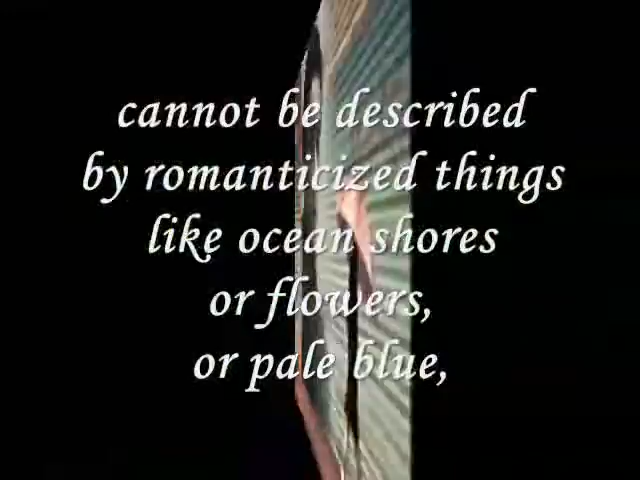 cannot be described
by romanticized things
like ocean shores
or flowers,
or pale blue,